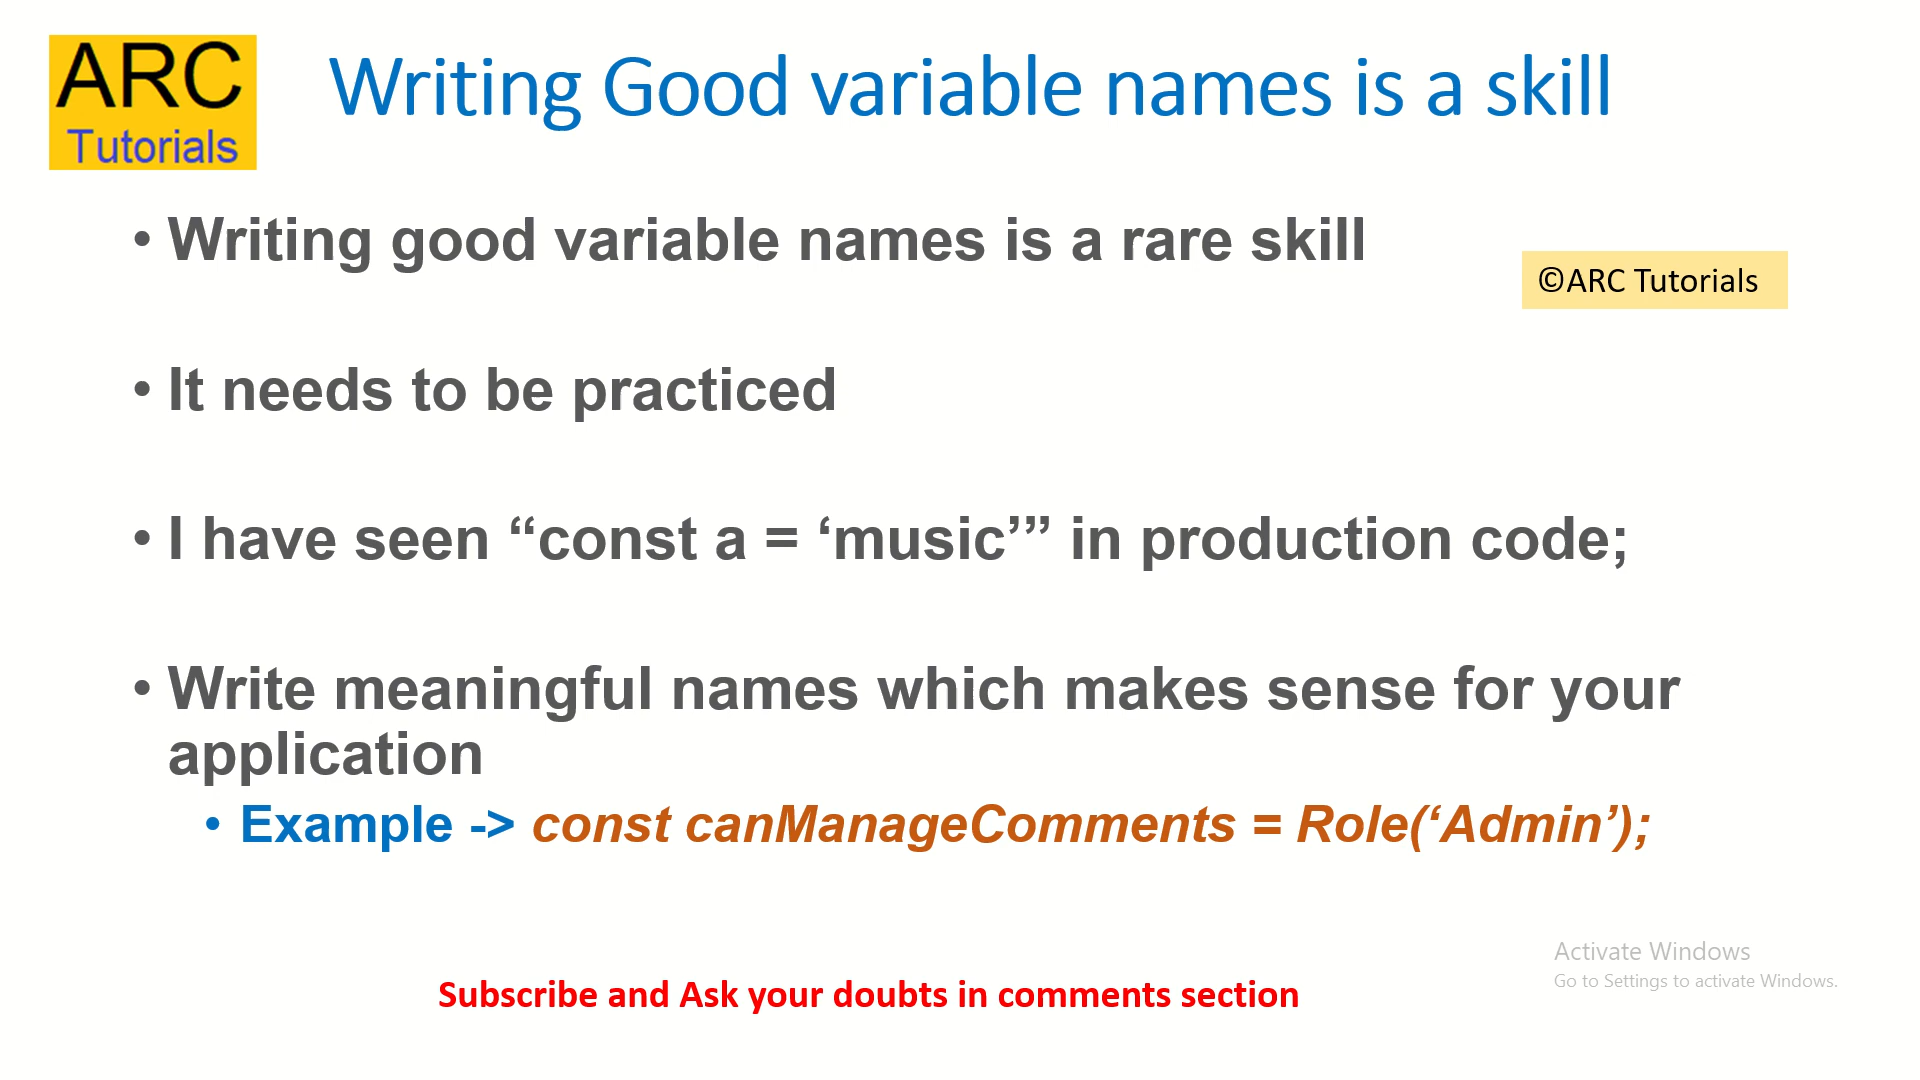 ARC
Tutorials
Writing Good variable names is a skill
• Writing good variable names is a rare skill
©ARC Tutorials
• It needs to be practiced
• I have seen “const a = ‘music’” in production code;
• Write meaningful names which makes sense for your
application
• Example -> const canManageComments = Role(‘Admin’);
Activate Windows
Go to Settings to activate Windows.
Subscribe and Ask your doubts in comments section